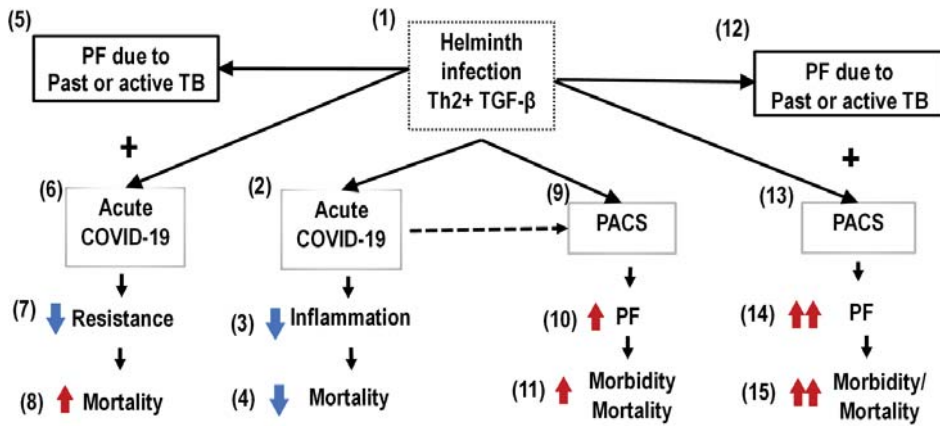 (1)
Helminth
infection
Th2+ TGF-β
(5)
PF due to
Past or active TB
+
(6)
Acute
COVID-19
(7) Resistance
(8) Mortality
(2)
Acute
COVID-19
(3) Inflammation
(4) Mortality
(9)
PACS
(10) PF
(11) Morbidity
Mortality
(12)
PF due to
Past or active TB
+
(13)
PACS
(14) PF
(15) Morbidity/
Mortality